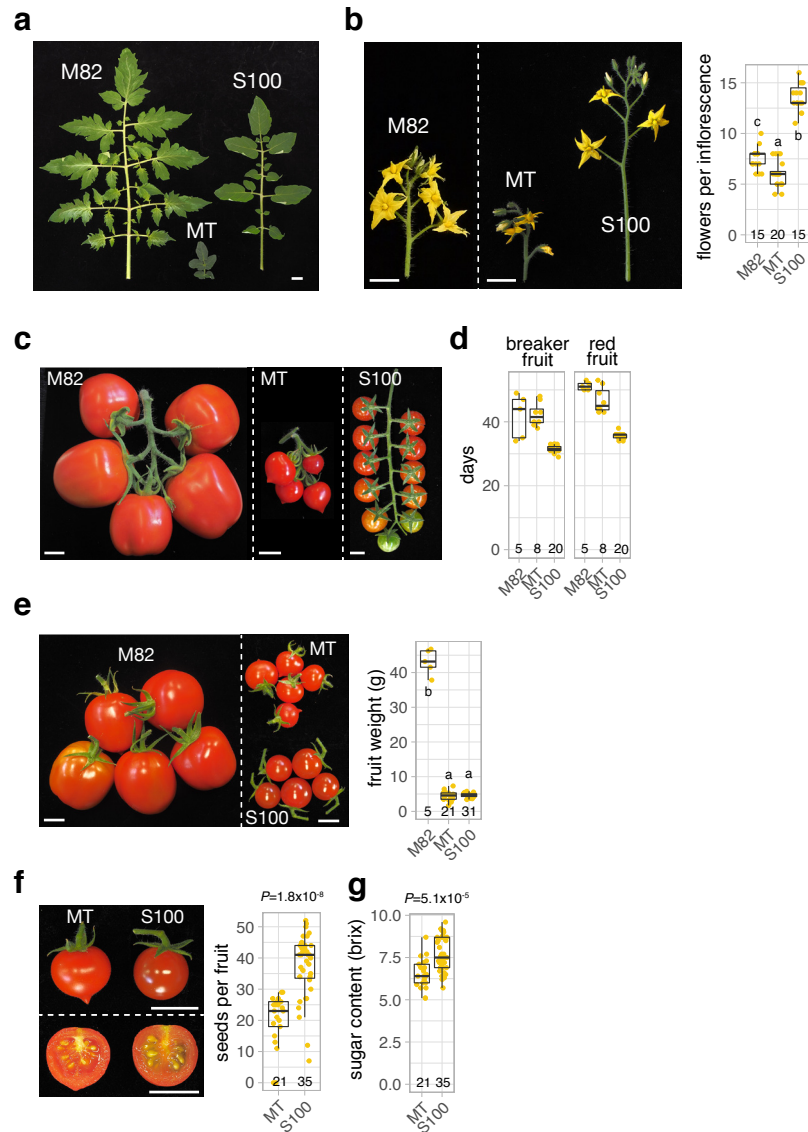 a
M82
S100
MT
b
M82
MT
S100
flowers per inflorescence
15
10
5
0
c
a
b
15 20 15
M82
MT
S100
c
M82
MT
S100
d
breaker fruit
red fruit
days
40
20
0
5 8 20
5 8 20
M82
MT
S100
M82
MT
S100
e
M82
MT
S100
fruit weight (g)
40
30
20
10
0
b
a
a
5 21 31
M82
MT
S100
f
MT
S100
P=1.8x10⁻⁸
seeds per fruit
50
40
30
20
10
0
21 35
MT
S100
g
P=5.1x10⁻⁵
sugar content (brix)
10.0
7.5
5.0
2.5
0.0
21 35
MT
S100